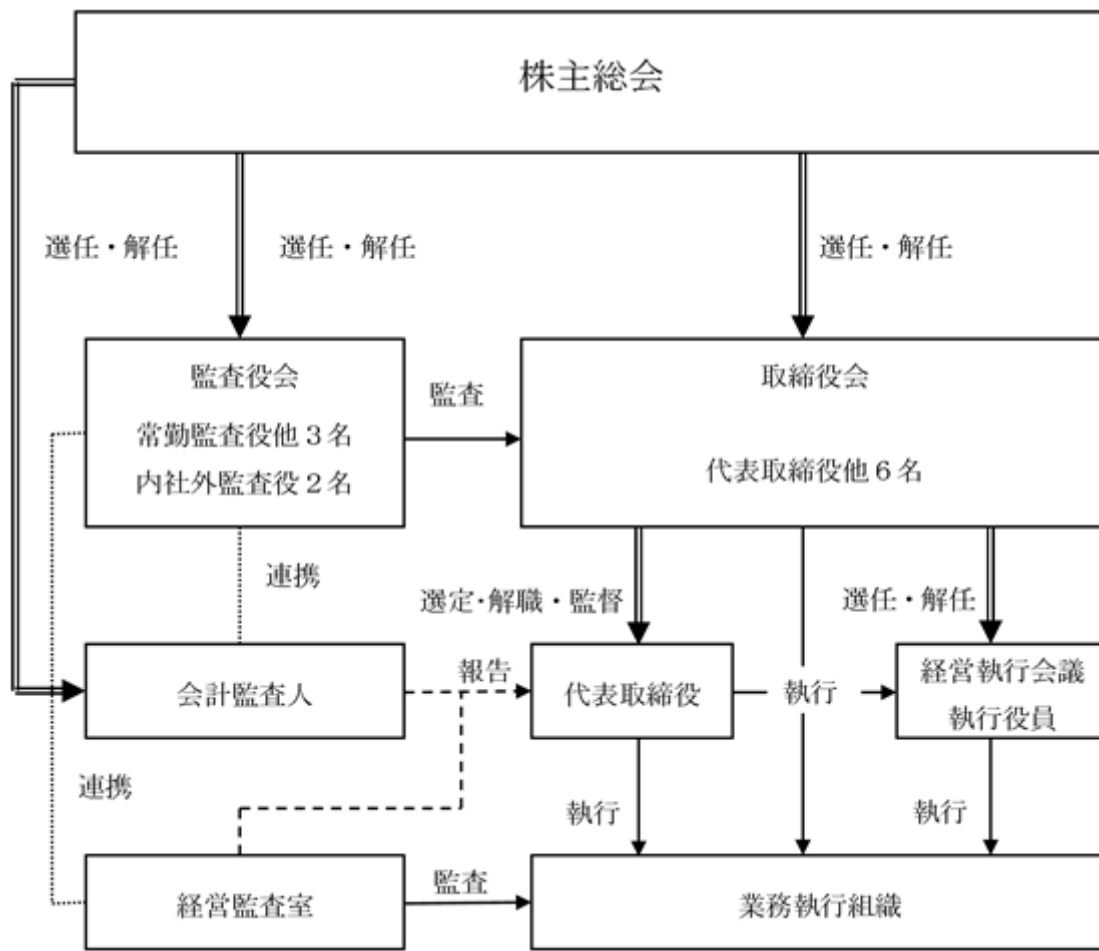 株主総会
選任・解任
選任・解任
選任・解任
監査役会
常勤監査役他３名
内社外監査役２名
監査
取締役会
代表取締役他６名
連携
選定・解職・監督
選任・解任
会計監査人
報告
代表取締役
執行
経営執行会議
執行役員
連携
執行
執行
経営監査室
監査
業務執行組織